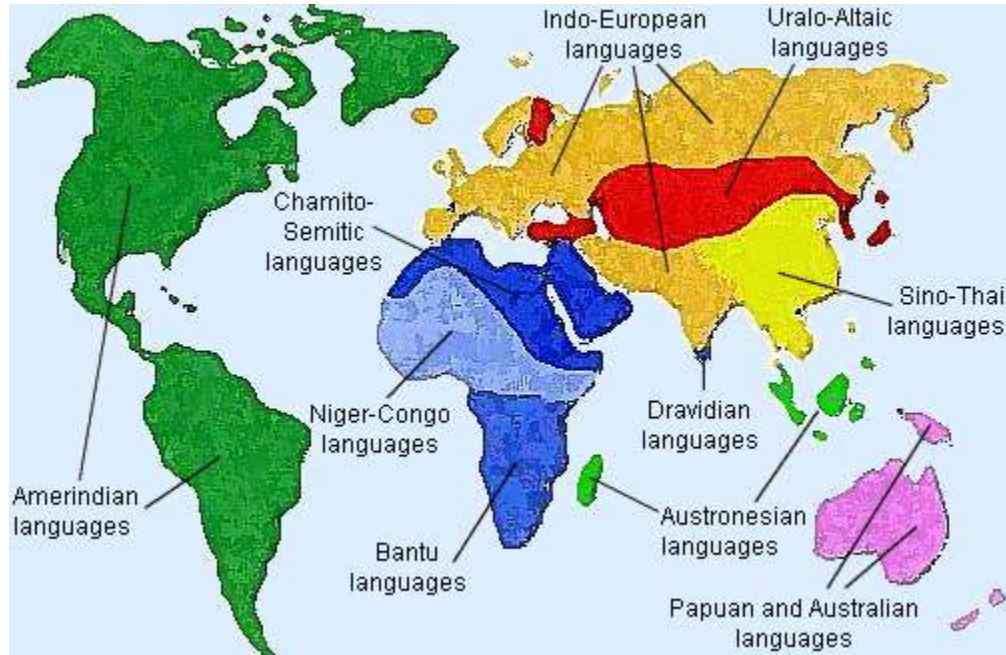 Indo-European
languages
Uralo-Altaic
languages
Chamito-
Semitic
languages
Sino-Thai
languages
Niger-Congo
languages
Dravidian
languages
Amerindian
languages
Austronesian
languages
Bantu
languages
Papuan and Australian
languages